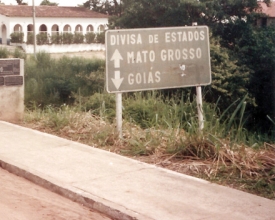 DIVISA DE ESTADOS
↑ MATO GROSSO
↓ GOIÁS